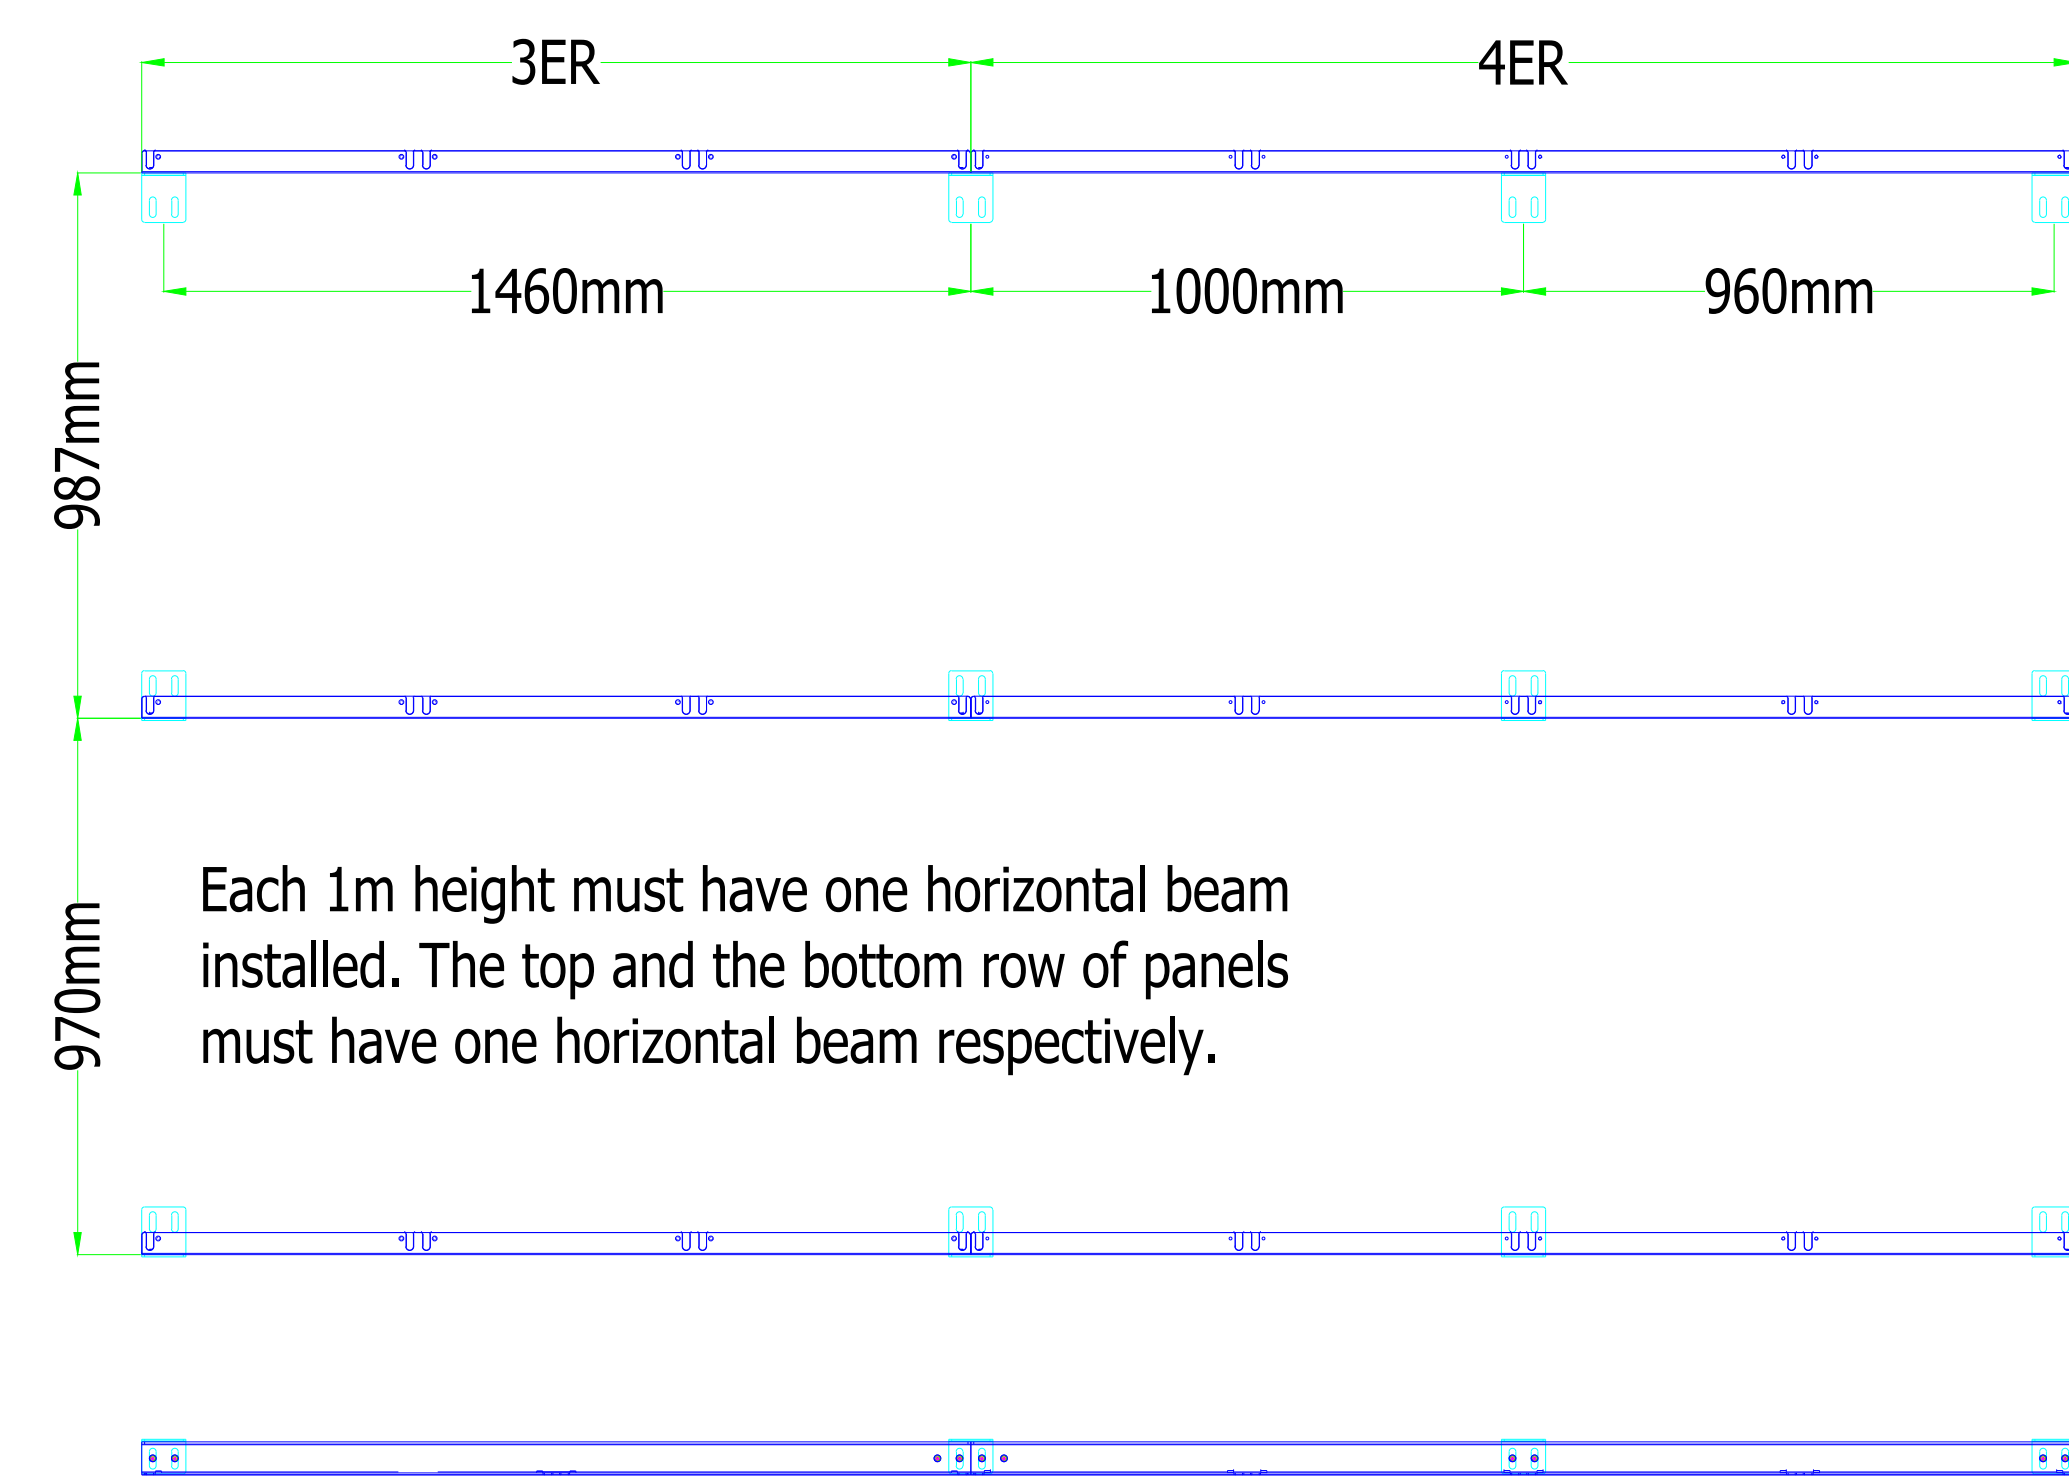 3ER
4ER
1460mm
1000mm
960mm
987mm
Each 1m height must have one horizontal beam
installed. The top and the bottom row of panels
must have one horizontal beam respectively.
970mm